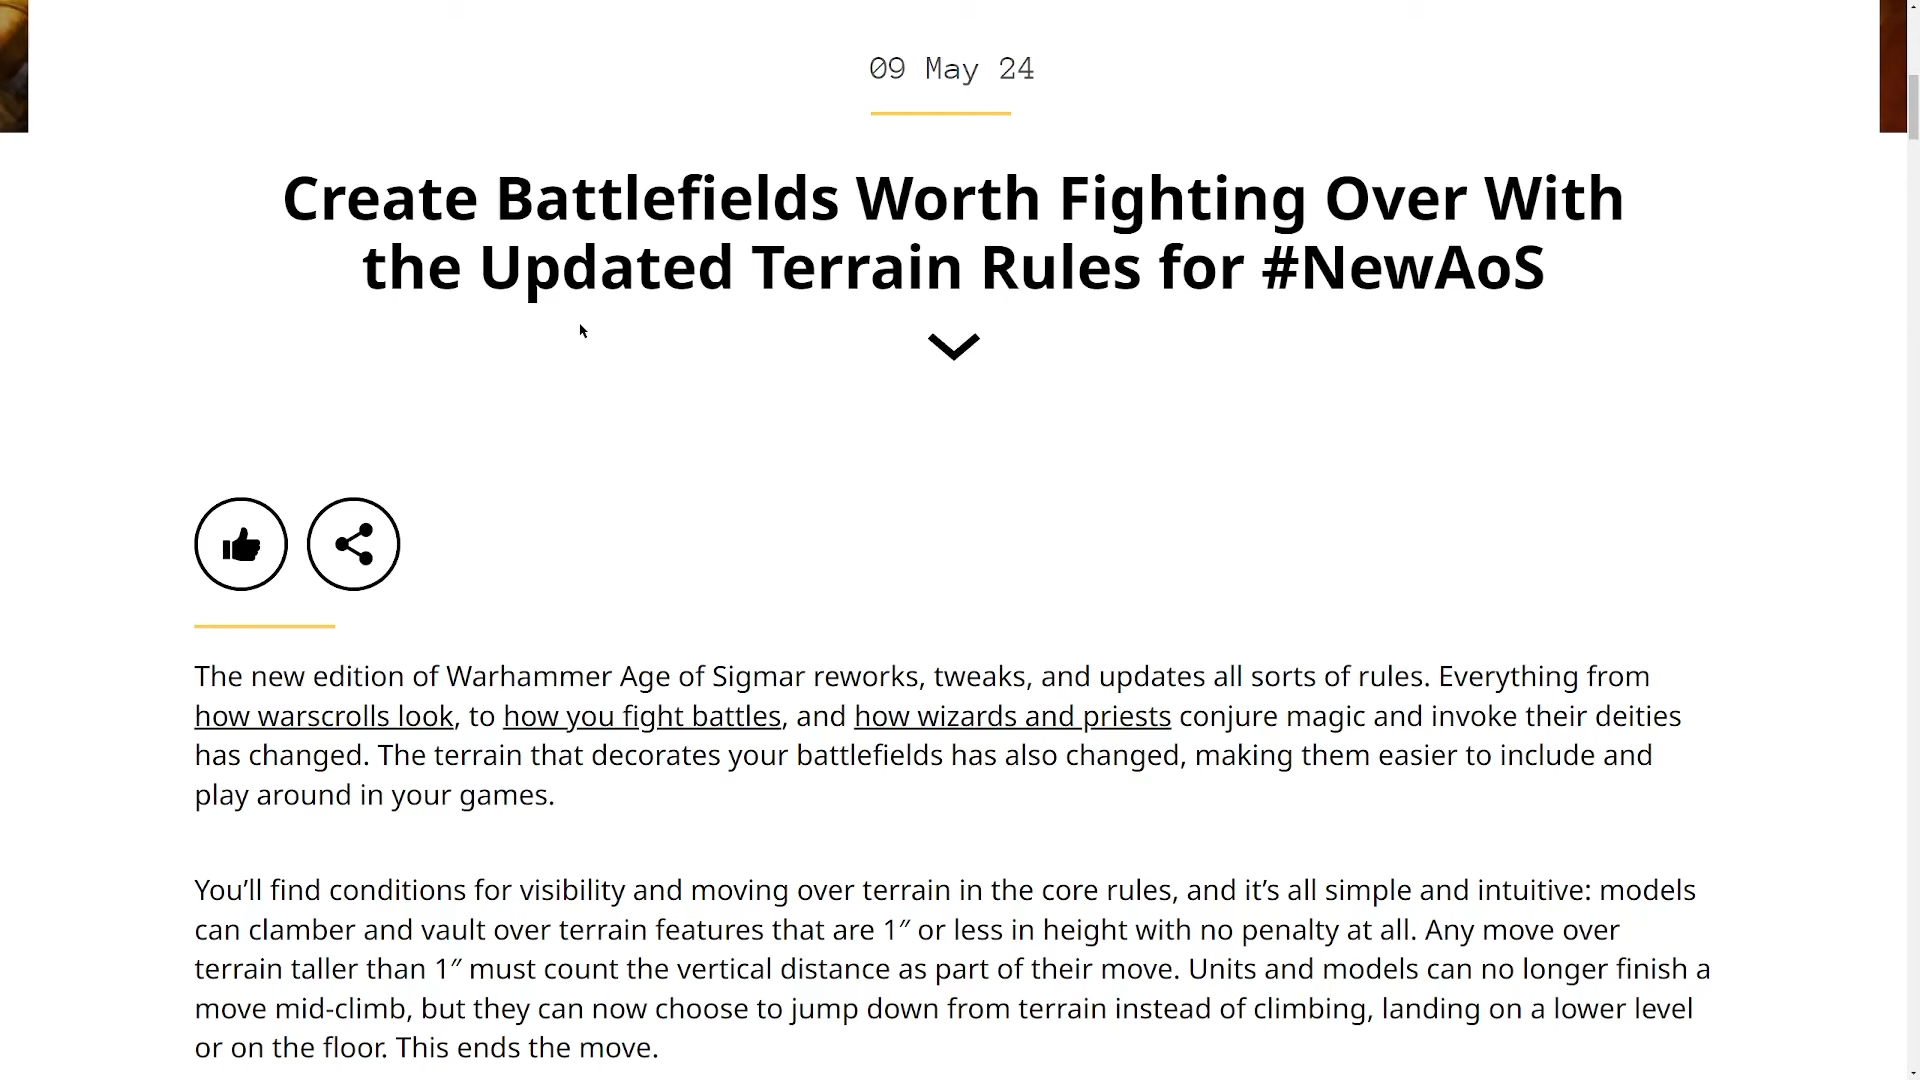 09 May 24
Create Battlefields Worth Fighting Over With
the Updated Terrain Rules for #NewAoS
The new edition of Warhammer Age of Sigmar reworks, tweaks, and updates all sorts of rules. Everything from
how warscrolls look, to how you fight battles, and how wizards and priests conjure magic and invoke their deities
has changed. The terrain that decorates your battlefields has also changed, making them easier to include and
play around in your games.
You’ll find conditions for visibility and moving over terrain in the core rules, and it’s all simple and intuitive: models
can clamber and vault over terrain features that are 1″ or less in height with no penalty at all. Any move over
terrain taller than 1″ must count the vertical distance as part of their move. Units and models can no longer finish a
move mid-climb, but they can now choose to jump down from terrain instead of climbing, landing on a lower level
or on the floor. This ends the move.